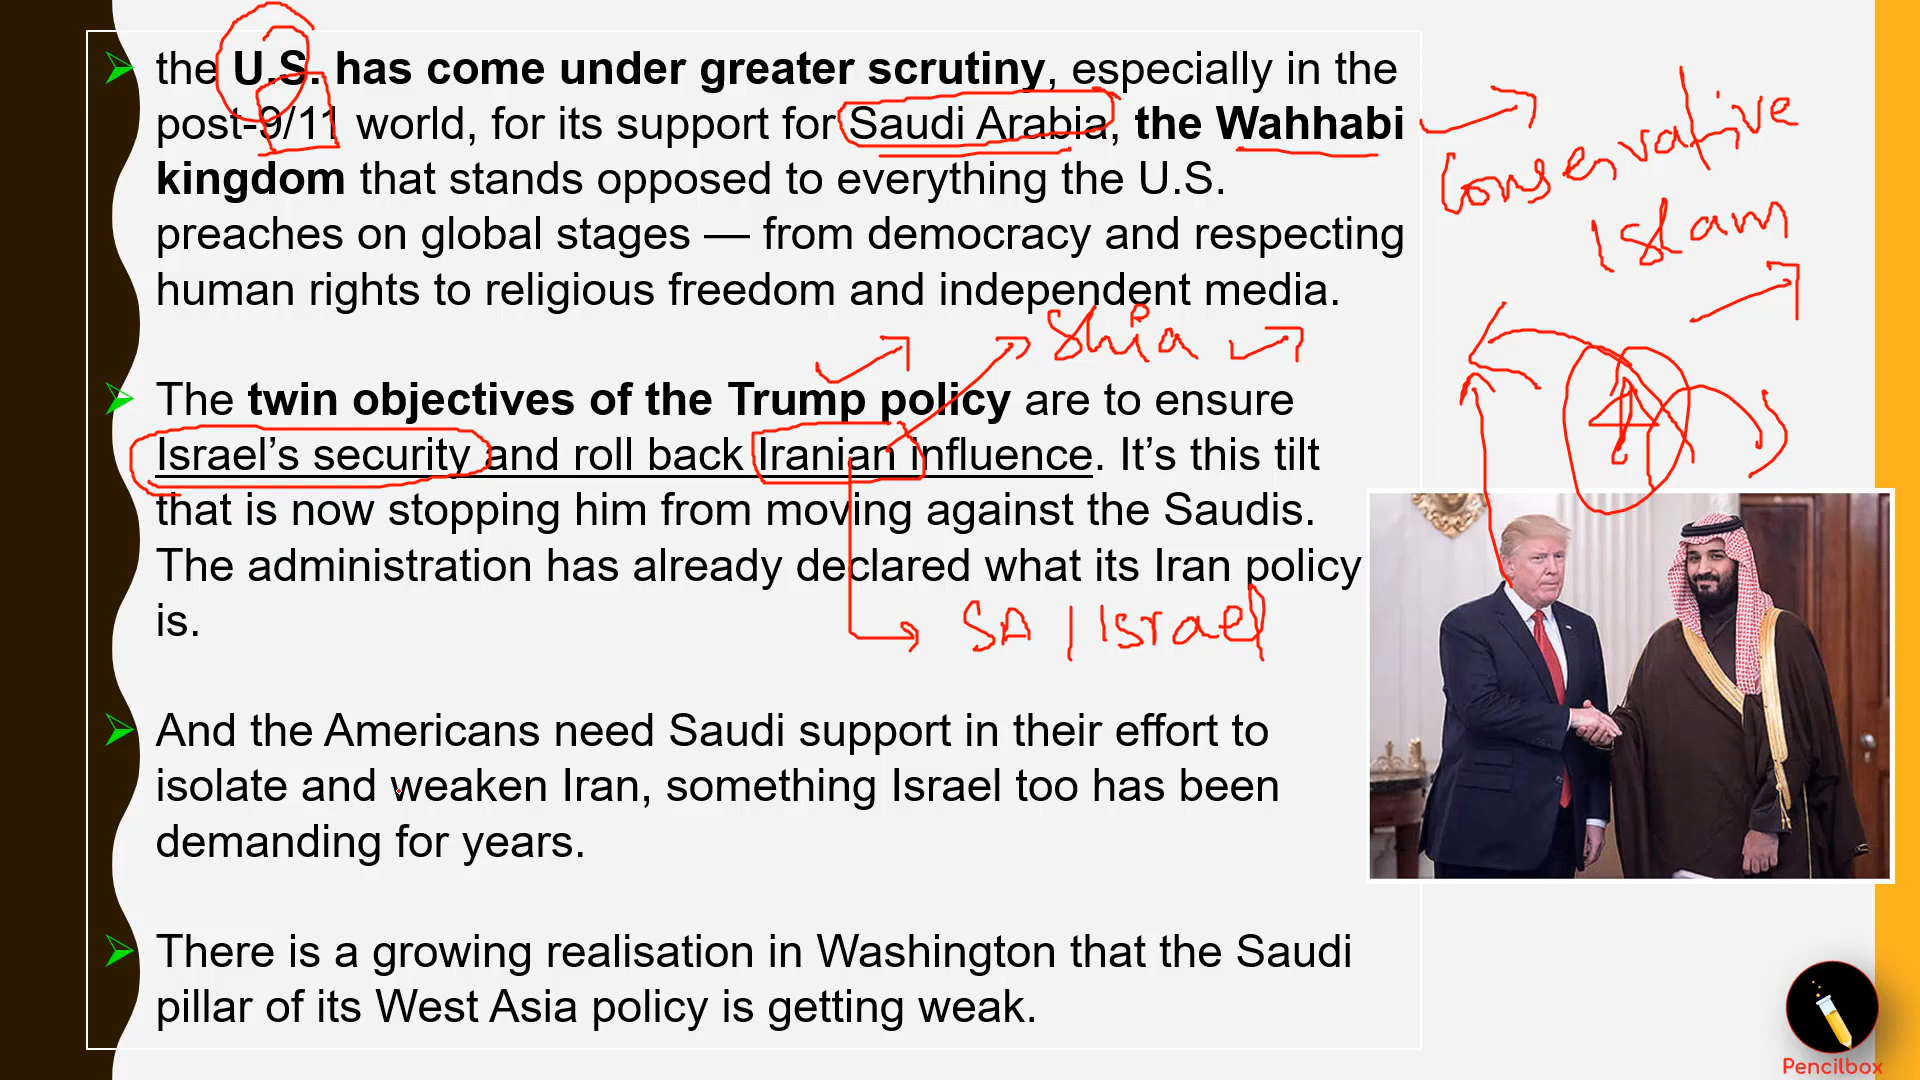 the U.S. has come under greater scrutiny, especially in the
post-9/11 world, for its support for Saudi Arabia, the Wahhabi
kingdom that stands opposed to everything the U.S.
preaches on global stages — from democracy and respecting
human rights to religious freedom and independent media.
Conservative
Islam
Shia
The twin objectives of the Trump policy are to ensure
Israel’s security and roll back Iranian influence. It’s this tilt
that is now stopping him from moving against the Saudis.
The administration has already declared what its Iran policy
is.
SA | Israel
And the Americans need Saudi support in their effort to
isolate and weaken Iran, something Israel too has been
demanding for years.
There is a growing realisation in Washington that the Saudi
pillar of its West Asia policy is getting weak.
Pencilbox